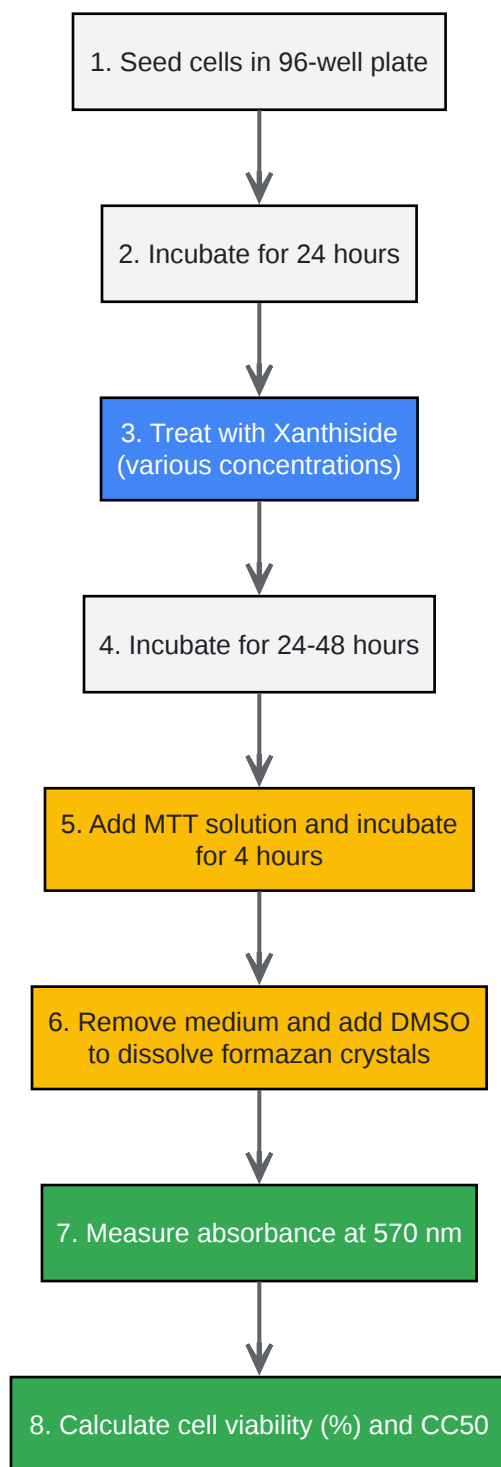 1. Seed cells in 96-well plate
2. Incubate for 24 hours
3. Treat with Xanthiside
(various concentrations)
4. Incubate for 24-48 hours
5. Add MTT solution and incubate
for 4 hours
6. Remove medium and add DMSO
to dissolve formazan crystals
7. Measure absorbance at 570 nm
8. Calculate cell viability (%) and CC50